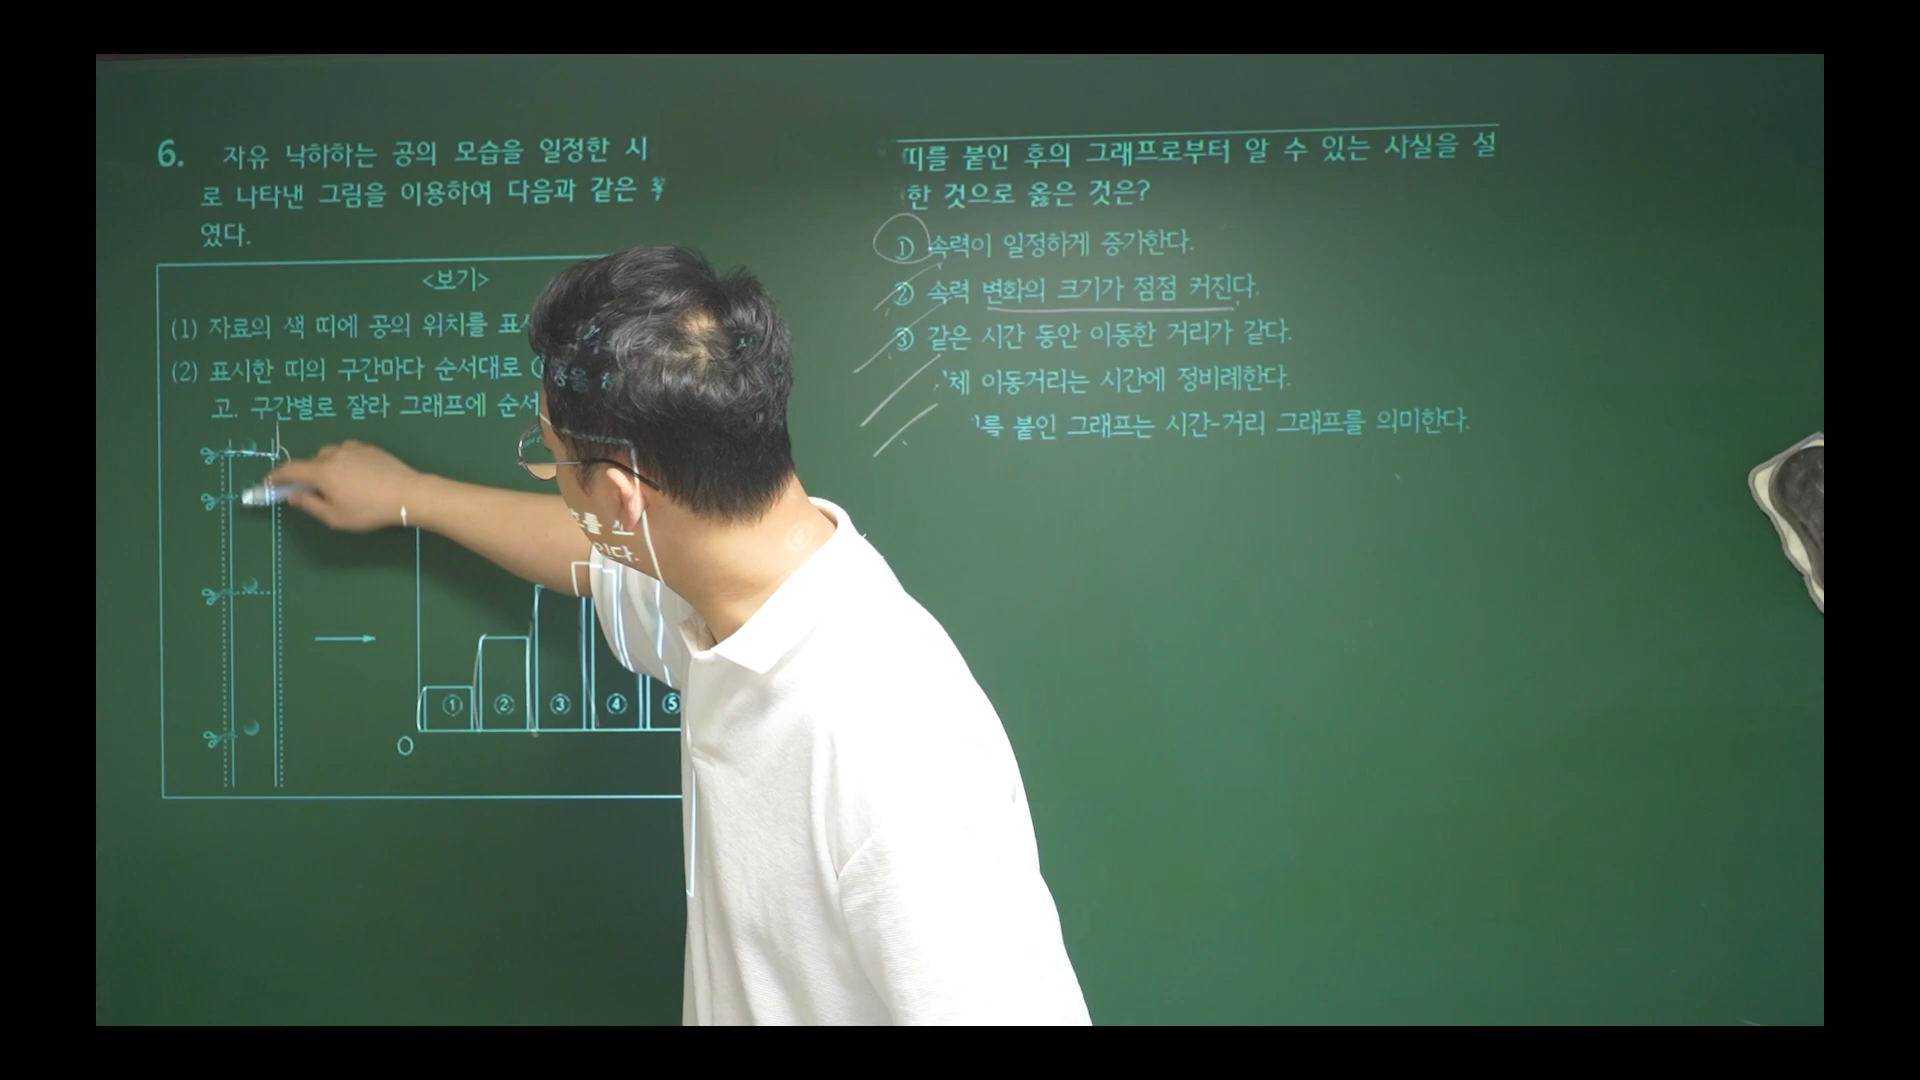 6. 자유 낙하하는 공의 모습을 일정한 시
로 나타낸 그림을 이용하여 다음과 같은
였다.
<보기>
(1) 자료의 색 띠에 공의 위치를 표시
(2) 표시한 띠의 구간마다 순서대로
고. 구간별로 잘라 그래프에 순서
① ② ③ ④ ⑤
O
띠를 붙인 후의 그래프로부터 알 수 있는 사실을 설
한 것으로 옳은 것은?
① 속력이 일정하게 증가한다.
② 속력 변화의 크기가 점점 커진다.
③ 같은 시간 동안 이동한 거리가 같다.
체 이동거리는 시간에 정비례한다.
를 붙인 그래프는 시간-거리 그래프를 의미한다.